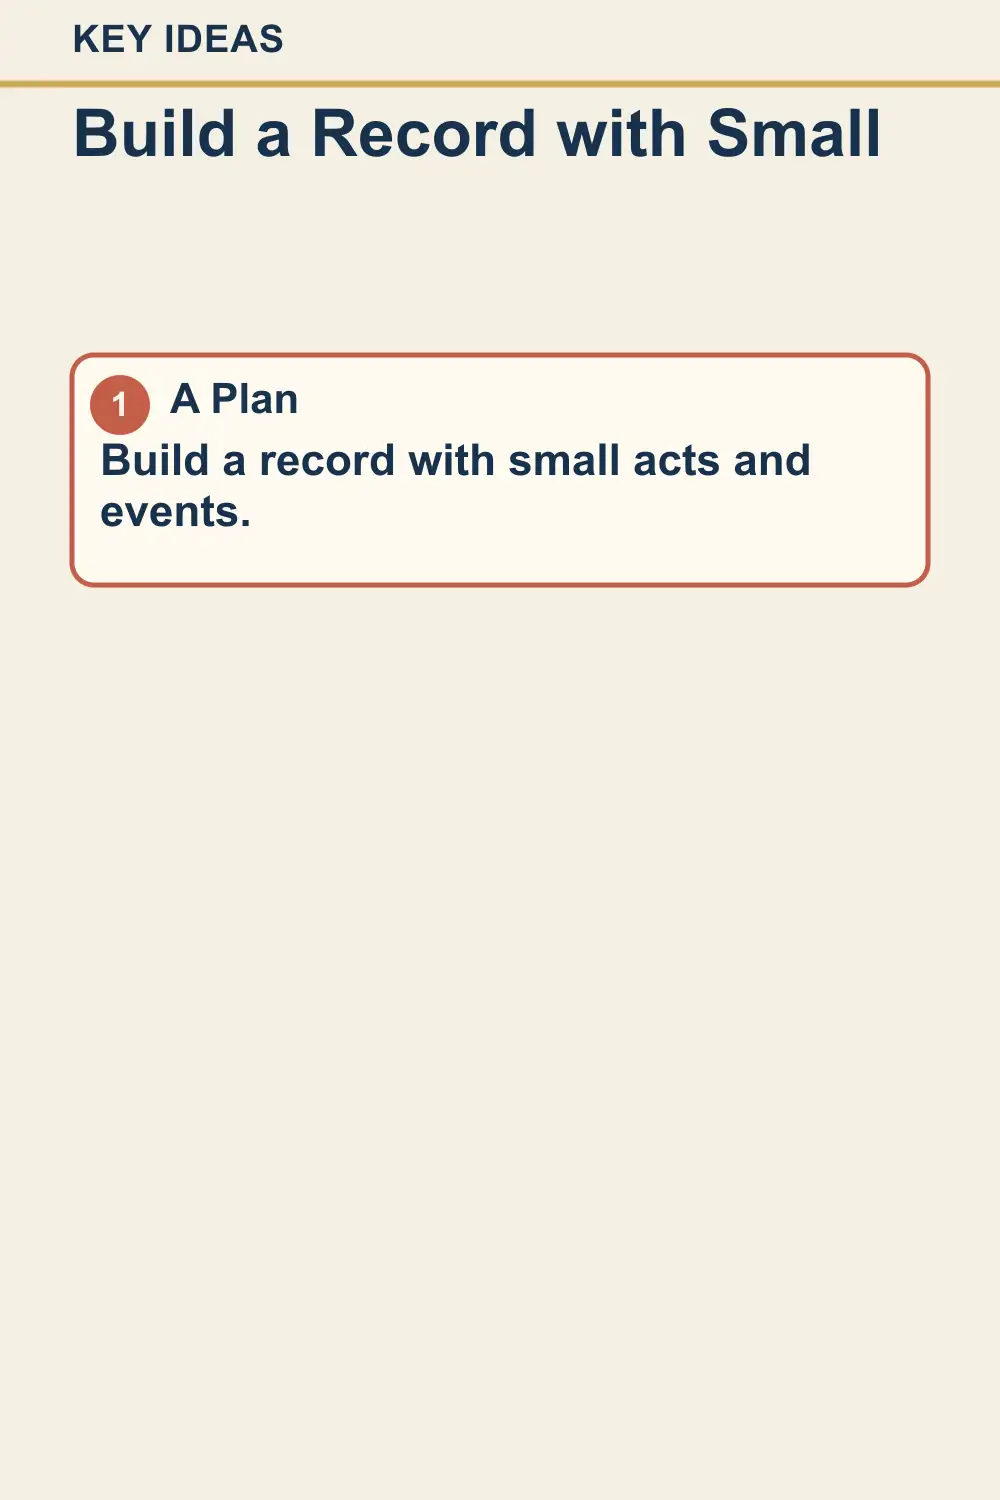 KEY IDEAS
Build a Record with Small
1 A Plan
Build a record with small acts and
events.